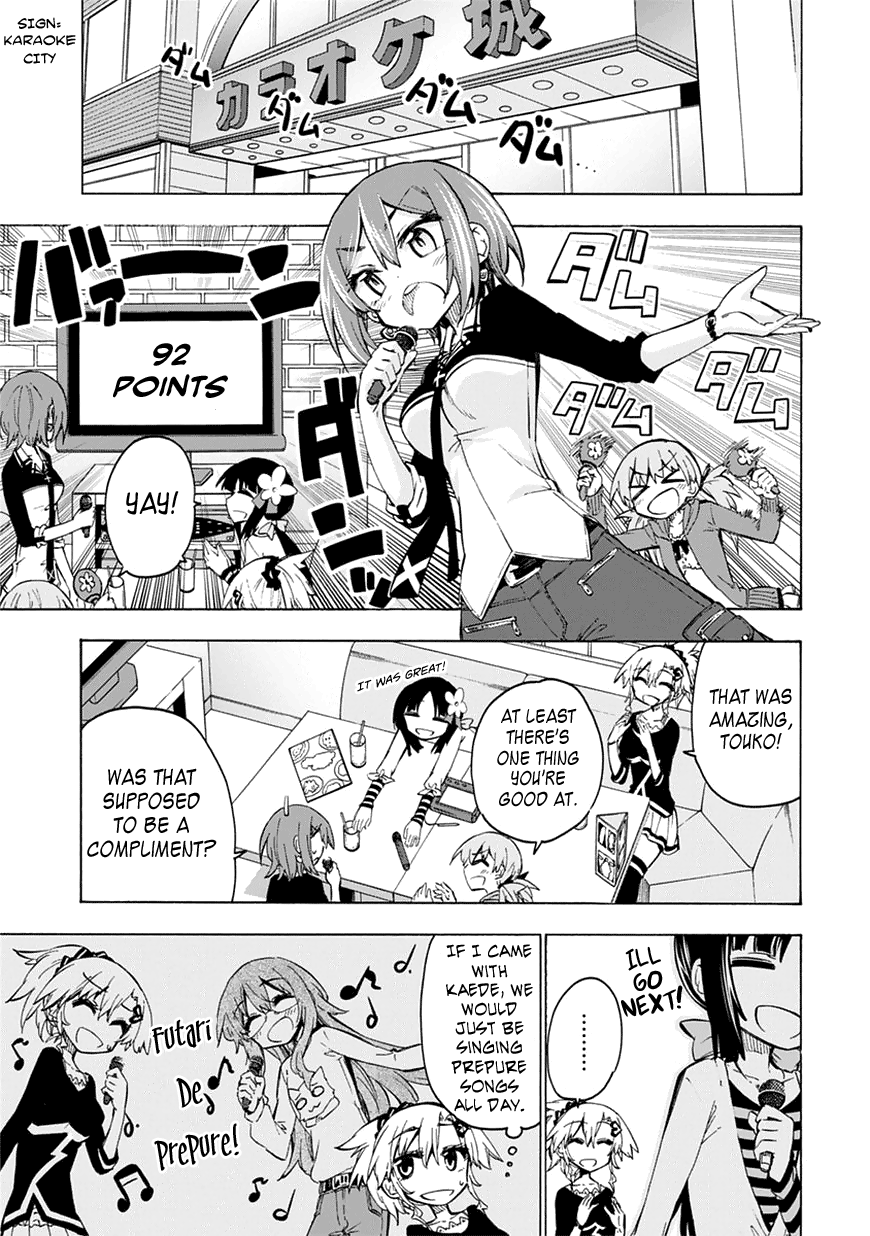 SIGN:
KARAOKE
CITY
カラオケ城
ダム
ダム
ダム
ダム
ダム
ダム
ダム
ダム
バァーーン
92
POINTS
YAY!
ダンッ
THAT WAS
AMAZING,
TOUKO!
AT LEAST
THERE'S
ONE THING
YOU'RE
GOOD AT.
IT WAS GREAT!
WAS THAT
SUPPOSED
TO BE A
COMPLIMENT?
ILL
GO
NEXT!
.........
IF I CAME
WITH
KAEDE, WE
WOULD
JUST BE
SINGING
PREPURE
SONGS
ALL DAY.
FUTARI
DE,
PREPURE!